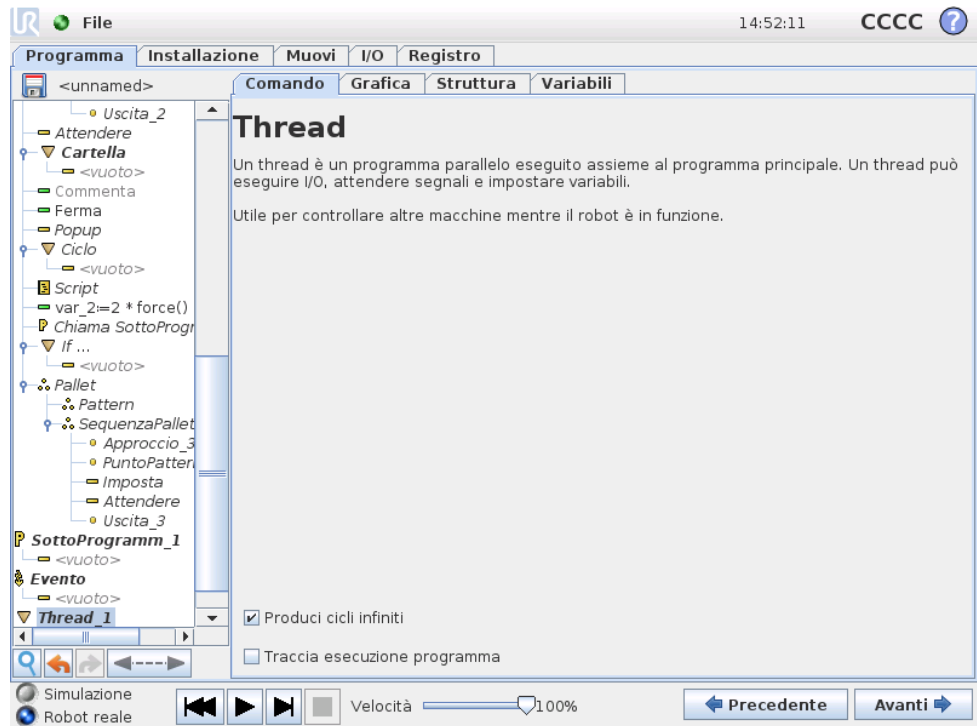 UR File 14:52:11 CCCC ?
Programma Installazione Muovi I/O Registro
<unnamed> Comando Grafica Struttura Variabili
Uscita_2
Attendere
Cartella
<vuoto>
Commenta
Ferma
Popup
Ciclo
<vuoto>
Script
var_2≔2 * force()
Chiama SottoProgr
If ...
<vuoto>
Pallet
Pattern
SequenzaPallet
Approccio_3
PuntoPattern
Imposta
Attendere
Uscita_3
SottoProgramm_1
<vuoto>
Evento
<vuoto>
Thread_1
Thread
Un thread è un programma parallelo eseguito assieme al programma principale. Un thread può
eseguire I/O, attendere segnali e impostare variabili.
Utile per controllare altre macchine mentre il robot è in funzione.
Produci cicli infiniti
Traccia esecuzione programma
Simulazione
Robot reale
Velocità 100%
Precedente Avanti